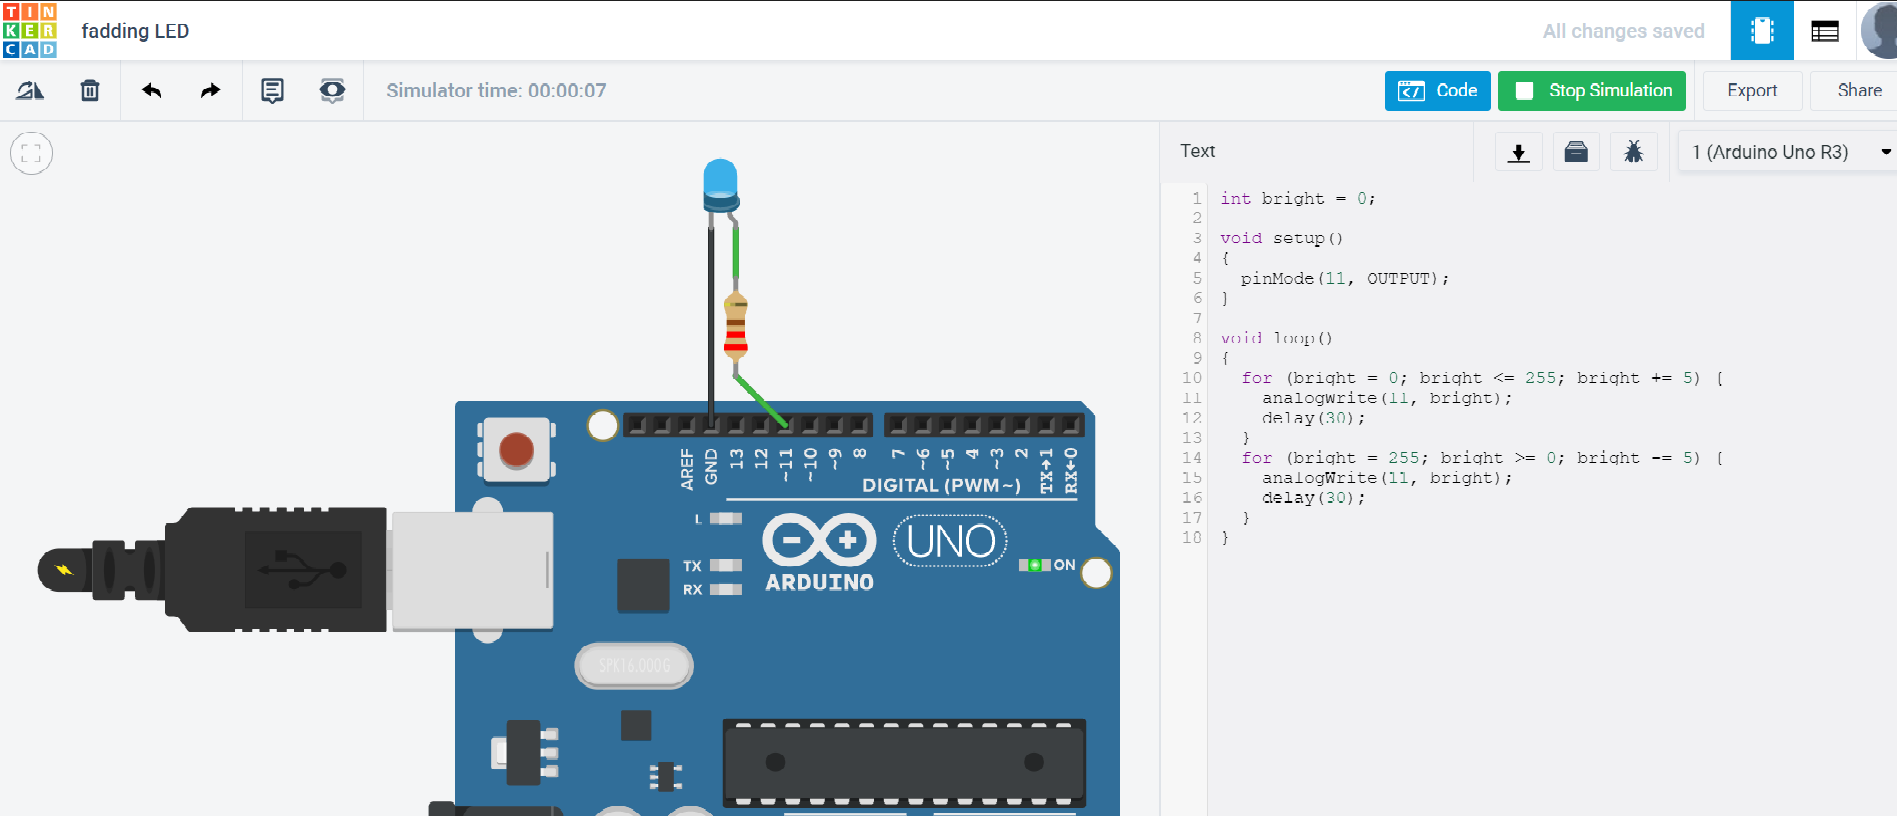 TIN
KER
CAD
fadding LED
All changes saved
Simulator time: 00:00:07
Code
Stop Simulation
Export
Share
Text
1 (Arduino Uno R3)
1 int bright = 0;
2
3 void setup()
4 {
5 pinMode(11, OUTPUT);
6 }
7
8 void loop()
9 {
10 for (bright = 0; bright <= 255; bright += 5) {
11 analogWrite(11, bright);
12 delay(30);
13 }
14 for (bright = 255; bright >= 0; bright -= 5) {
15 analogWrite(11, bright);
16 delay(30);
17 }
18 }
AREF GND 13 12 ~11 ~10 ~9 8 7 ~6 ~5 4 ~3 2 TX→1 RX←0
DIGITAL (PWM~)
L
TX
RX
ARDUINO
UNO
ON
SPK16.000G